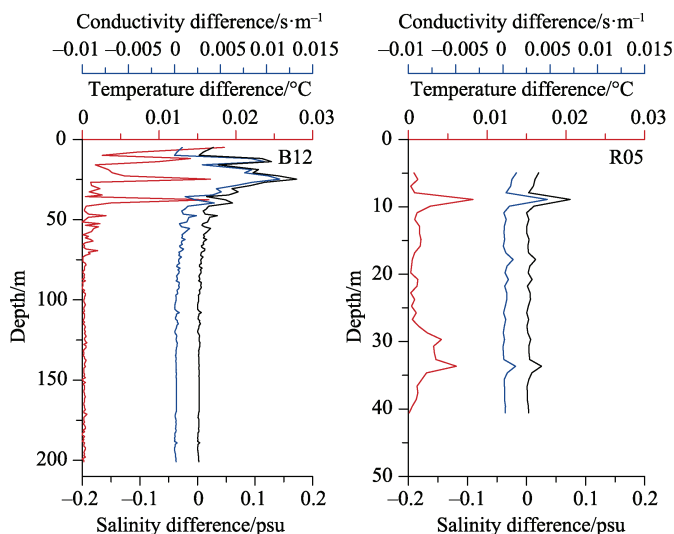 Conductivity difference/s·m⁻¹
−0.01 −0.005 0 0.005 0.01 0.015
Temperature difference/°C
0 0.01 0.02 0.03
B12
Depth/m
0
50
100
150
200
−0.2 −0.1 0 0.1 0.2
Salinity difference/psu
Conductivity difference/s·m⁻¹
−0.01 −0.005 0 0.005 0.01 0.015
Temperature difference/°C
0 0.01 0.02 0.03
R05
Depth/m
0
10
20
30
40
50
−0.2 −0.1 0 0.1 0.2
Salinity difference/psu